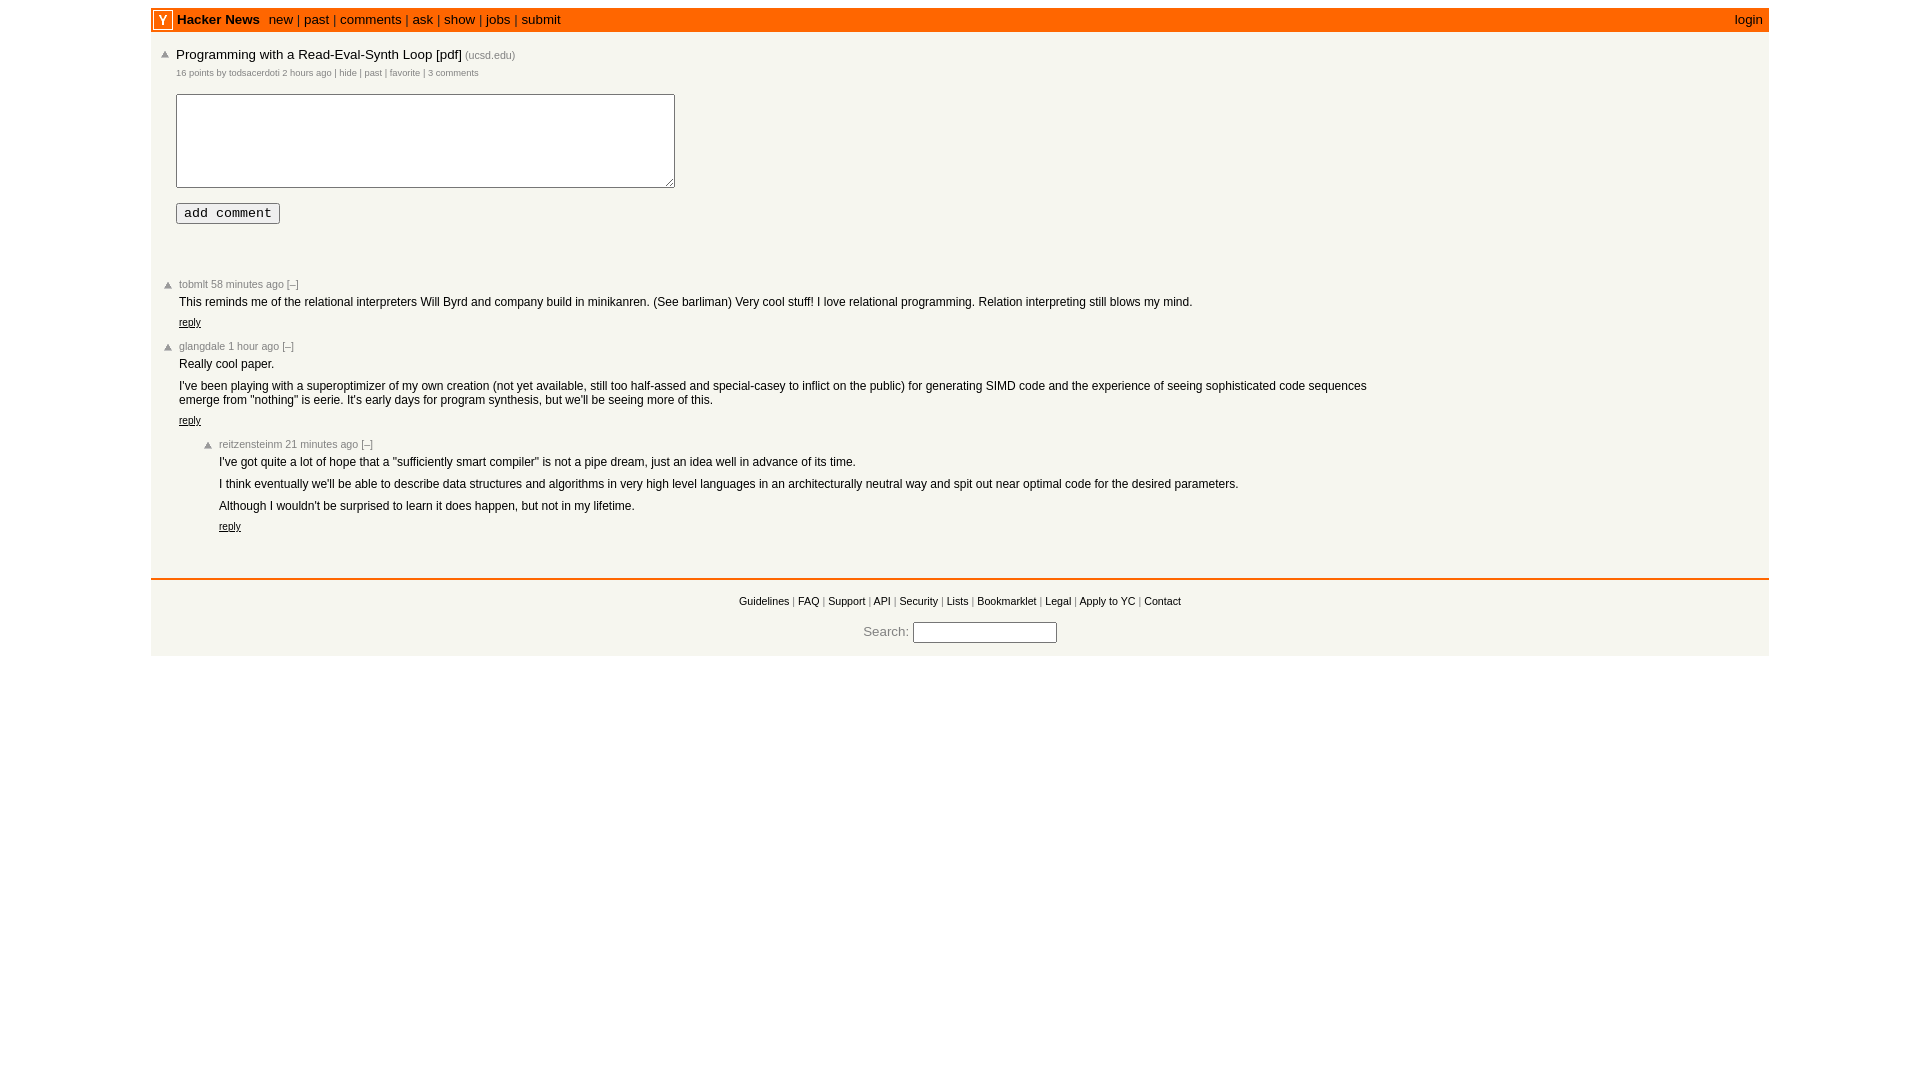 Y Hacker News new | past | comments | ask | show | jobs | submit login
Programming with a Read-Eval-Synth Loop [pdf] (ucsd.edu)
16 points by todsacerdoti 2 hours ago | hide | past | favorite | 3 comments
add comment
tobmlt 58 minutes ago [–]
This reminds me of the relational interpreters Will Byrd and company build in minikanren. (See barliman) Very cool stuff! I love relational programming. Relation interpreting still blows my mind.
reply
glangdale 1 hour ago [–]
Really cool paper.
I've been playing with a superoptimizer of my own creation (not yet available, still too half-assed and special-casey to inflict on the public) for generating SIMD code and the experience of seeing sophisticated code sequences
emerge from "nothing" is eerie. It's early days for program synthesis, but we'll be seeing more of this.
reply
reitzensteinm 21 minutes ago [–]
I've got quite a lot of hope that a "sufficiently smart compiler" is not a pipe dream, just an idea well in advance of its time.
I think eventually we'll be able to describe data structures and algorithms in very high level languages in an architecturally neutral way and spit out near optimal code for the desired parameters.
Although I wouldn't be surprised to learn it does happen, but not in my lifetime.
reply
Guidelines | FAQ | Support | API | Security | Lists | Bookmarklet | Legal | Apply to YC | Contact
Search: